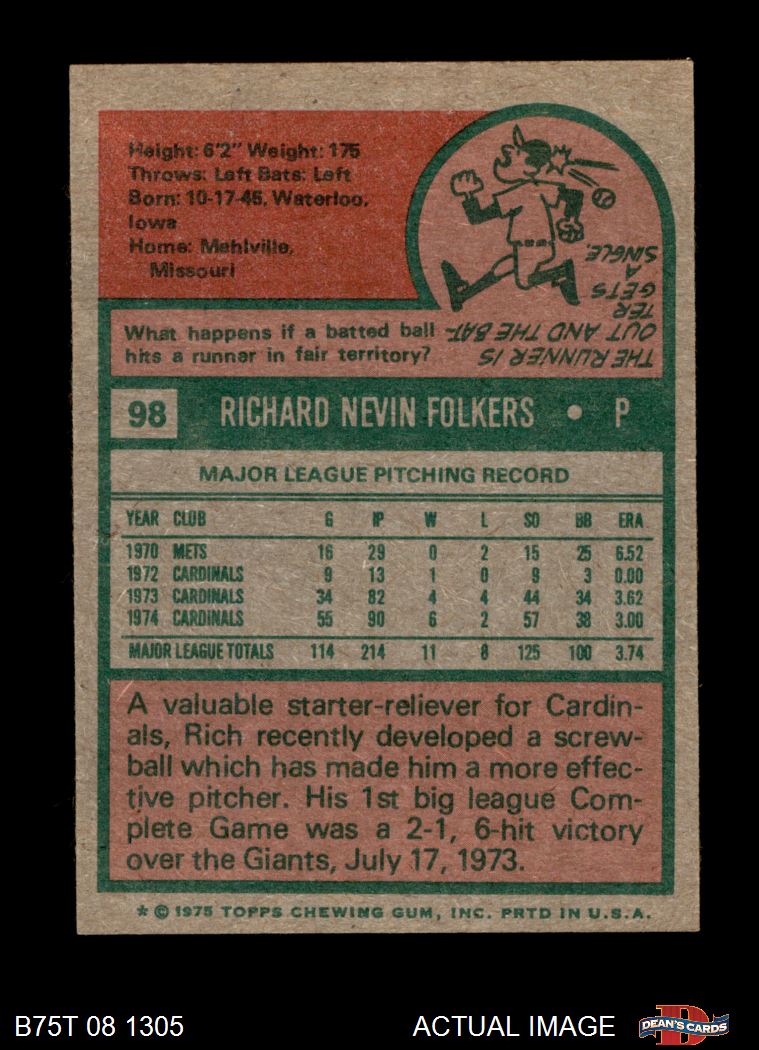 Height: 6'2" Weight: 175
Throws: Left Bats: Left
Born: 10-17-46, Waterloo,
Iowa
Home: Mehlville,
Missouri
What happens if a batted ball
hits a runner in fair territory?
THE RUNNER IS
OUT AND THE BAT-
TER
GETS
A
SINGLE.
98 RICHARD NEVIN FOLKERS • P
MAJOR LEAGUE PITCHING RECORD
YEAR CLUB G IP W L SO BB ERA
1970 METS 16 29 0 2 15 25 6.52
1972 CARDINALS 9 13 1 0 9 3 0.00
1973 CARDINALS 34 82 4 4 44 34 3.62
1974 CARDINALS 55 90 6 2 57 38 3.00
MAJOR LEAGUE TOTALS 114 214 11 8 125 100 3.74
A valuable starter-reliever for Cardin-
als, Rich recently developed a screw-
ball which has made him a more effec-
tive pitcher. His 1st big league Com-
plete Game was a 2-1, 6-hit victory
over the Giants, July 17, 1973.
* © 1975 TOPPS CHEWING GUM, INC. PRTD IN U.S.A.
B75T 08 1305 ACTUAL IMAGE
D
DEAN'S CARDS